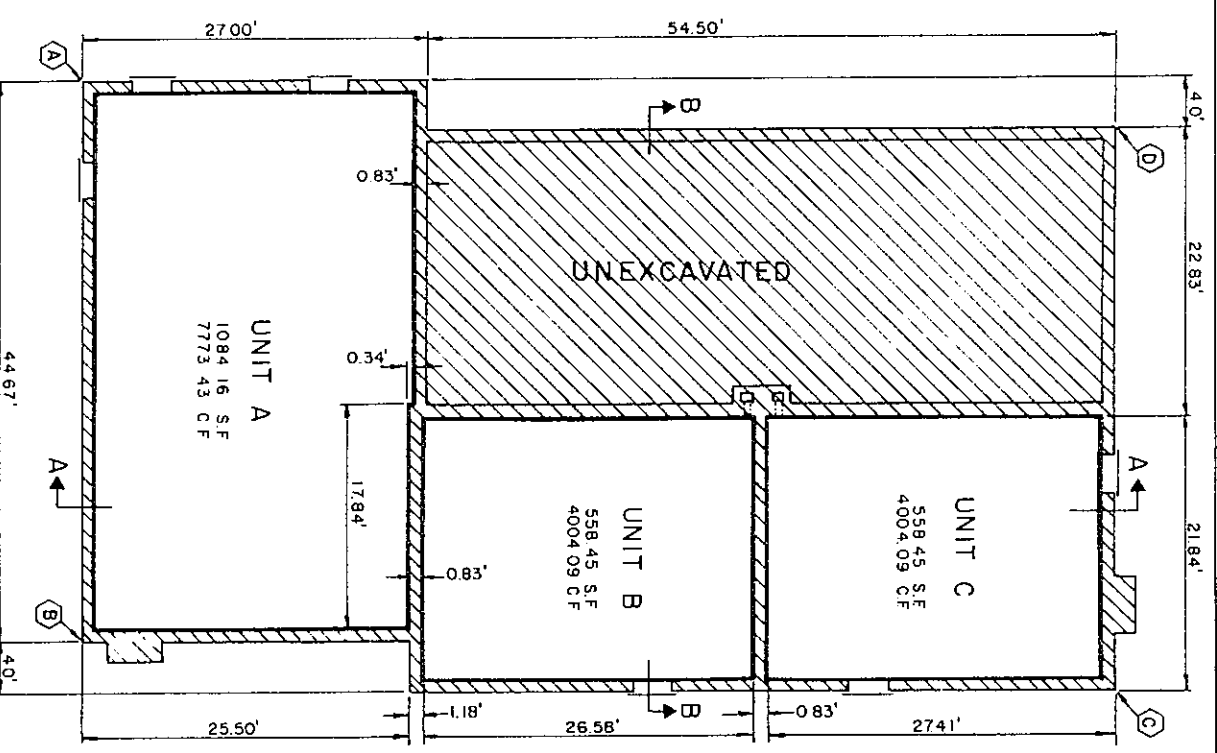 27.00'
54.50'
A
4.0'
B
D
0.83'
22.83'
UNEXCAVATED
UNIT A
1084 16 S.F
7773 43 C.F
0.34'
44.67'
A
17.84'
A
UNIT B
558 45 S.F
4004 09 C.F
UNIT C
558 45 S.F
4004.09 C.F
21.84'
0.83'
B
4.0'
B
C
25.50'
1.18'
26.58'
0.83'
27.41'